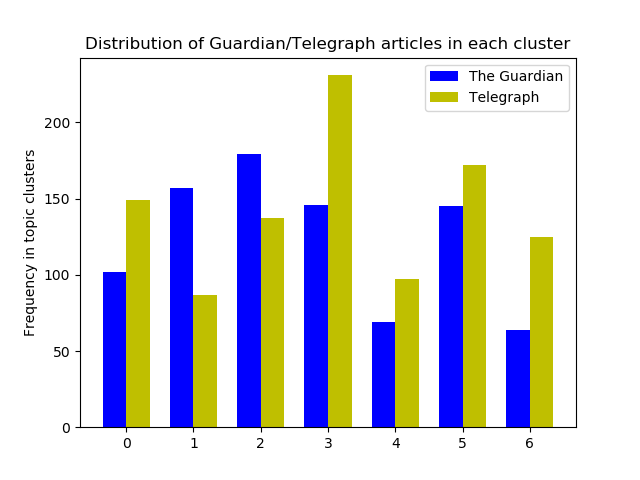 Distribution of Guardian/Telegraph articles in each cluster
The Guardian
Telegraph
Frequency in topic clusters
200
150
100
50
0
0 1 2 3 4 5 6